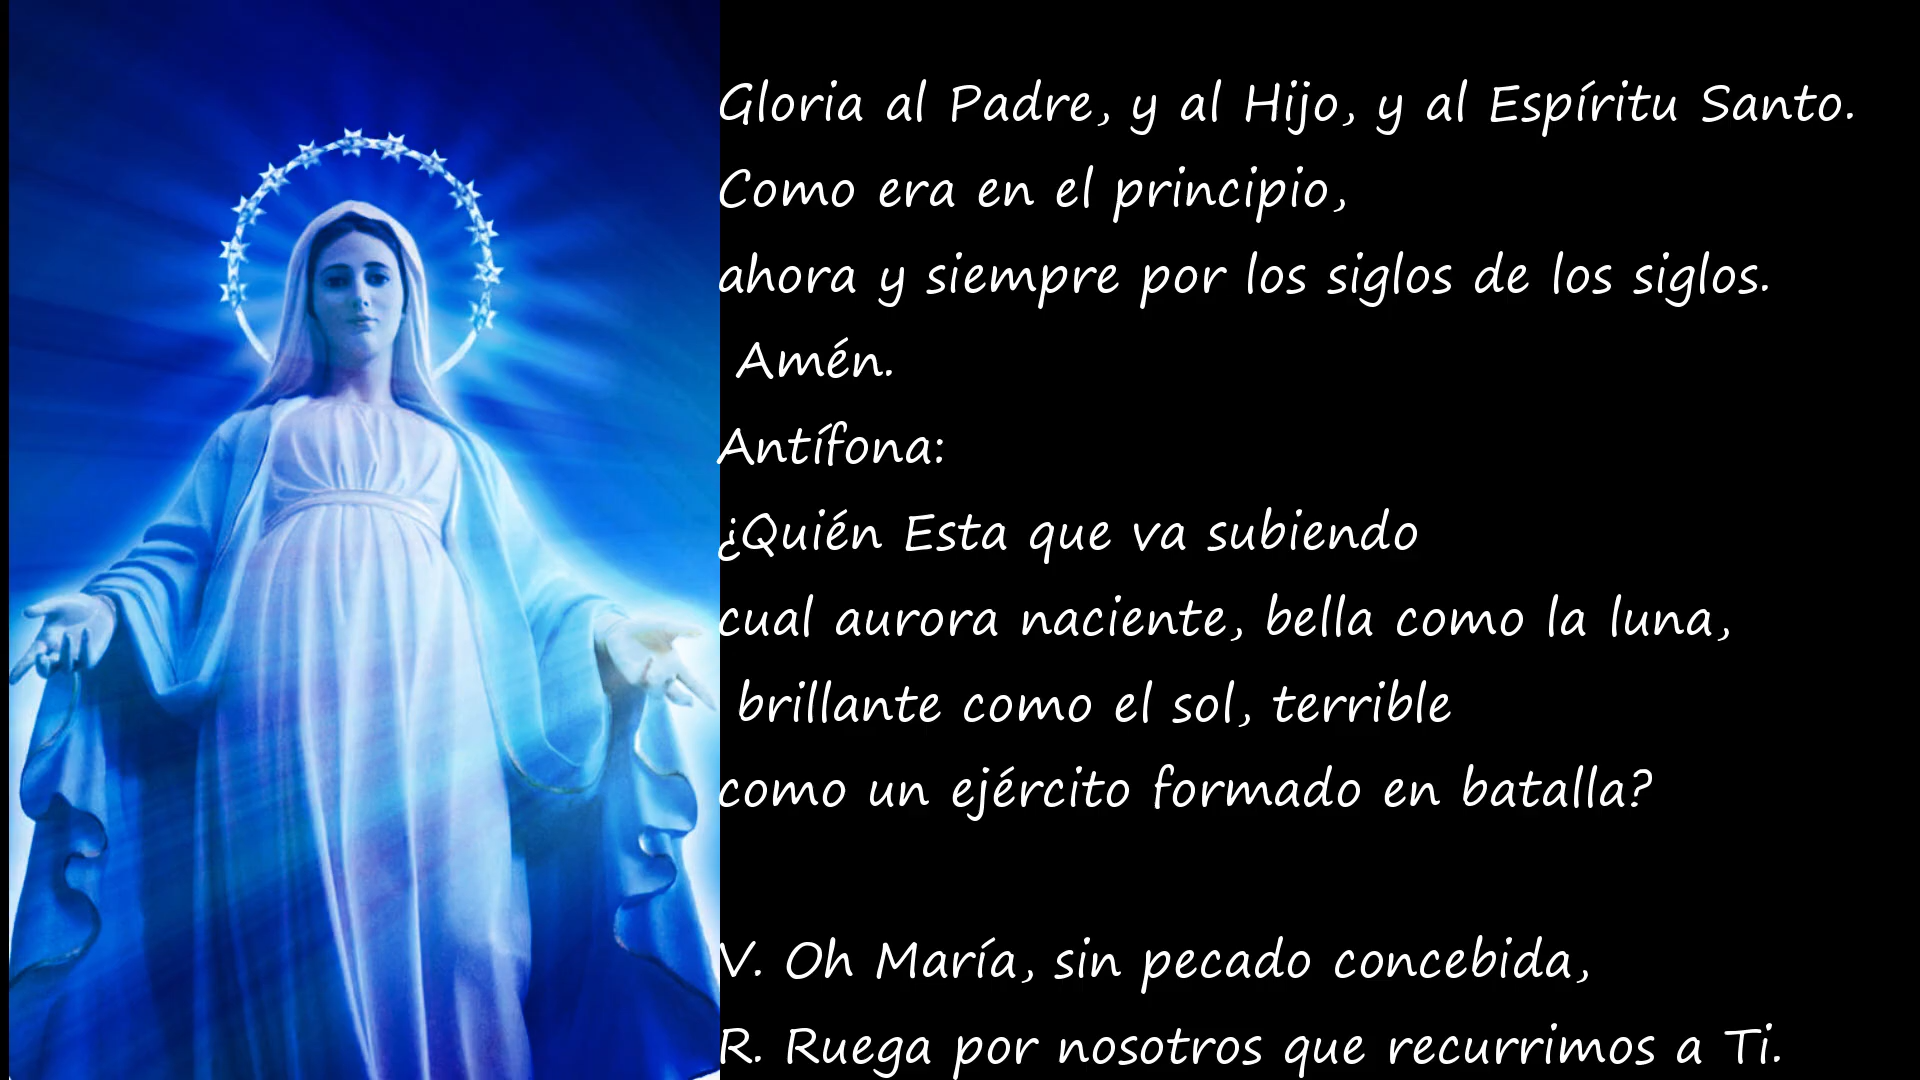 Gloria al Padre, y al Hijo, y al Espíritu Santo.
Como era en el principio,
ahora y siempre por los siglos de los siglos.
Amén.
Antífona:
¿Quién Esta que va subiendo
cual aurora naciente, bella como la luna,
brillante como el sol, terrible
como un ejército formado en batalla?
V. Oh María, sin pecado concebida,
R. Ruega por nosotros que recurrimos a Ti.